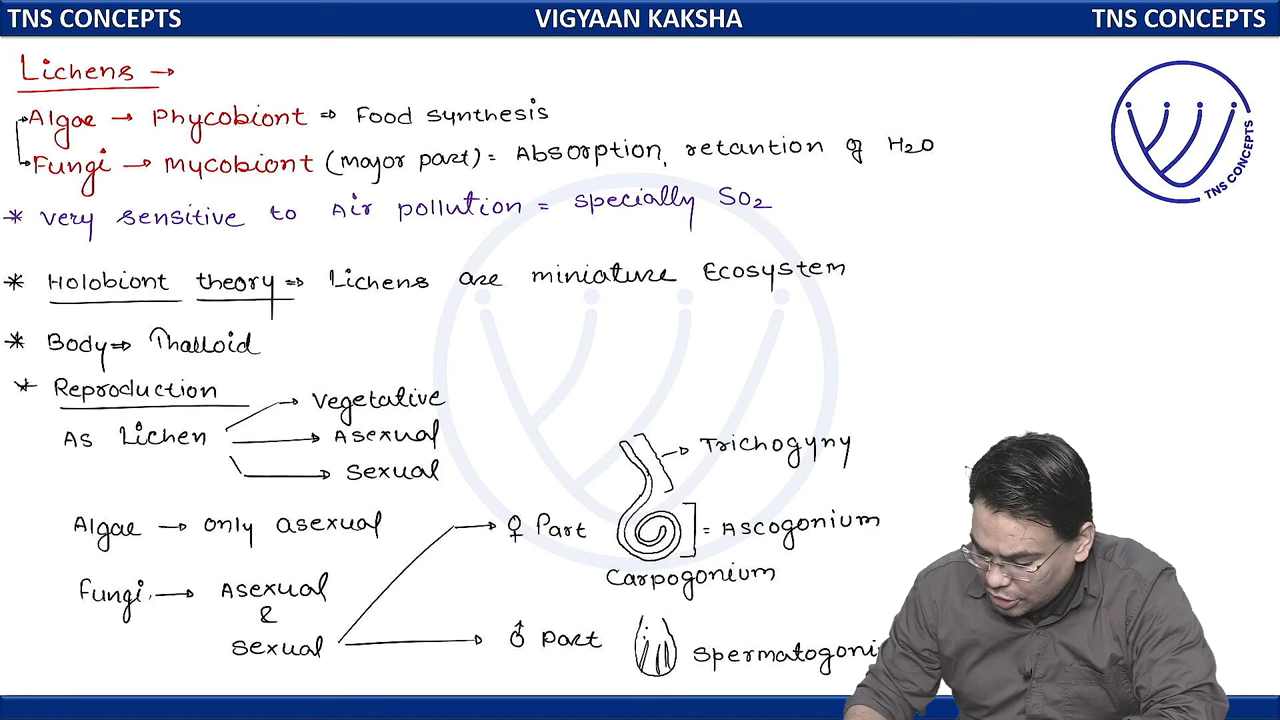 TNS CONCEPTS VIGYAAN KAKSHA TNS CONCEPTS
Lichens →
Algae → Phycobiont ⇒ Food synthesis
Fungi → Mycobiont (major part) = Absorption, retantion of H2O
TNS CONCEPTS
* very sensitive to Air pollution = specially SO2
* Holobiont theory ⇒ Lichens are miniature Ecosystem
* Body ⇒ Thalloid
* Reproduction
As Lichen → Vegetative
→ Asexual
→ Sexual
→ Trichogyny
Algae → only asexual
♀ Part = Ascogonium
Carpogonium
Fungi → Asexual
&
sexual → ♂ part